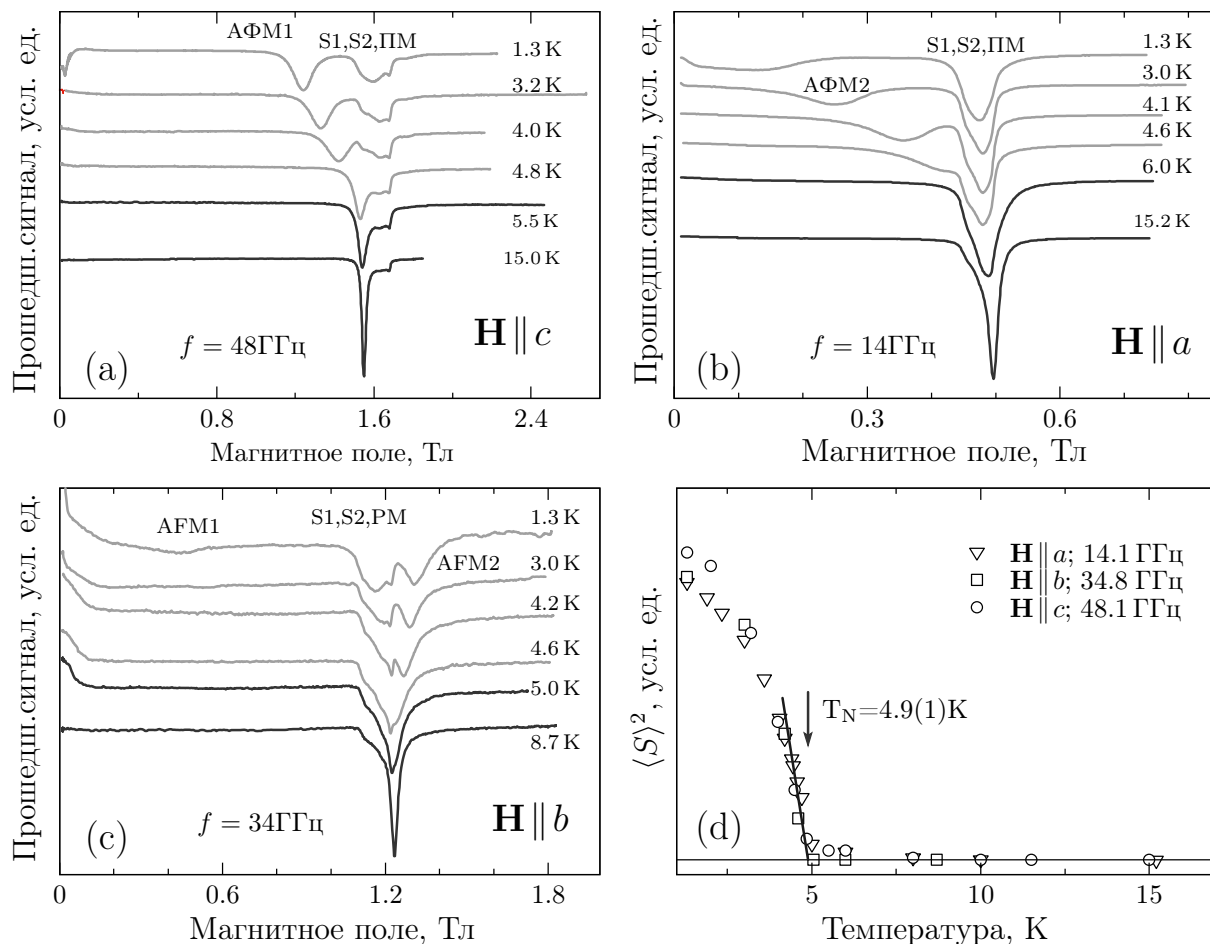 Прошедш.сигнал, усл. ед.
АФМ1
S1,S2,ПМ
1.3 K
3.2 K
4.0 K
4.8 K
5.5 K
15.0 K
(a)
f = 48ГГц
H ∥ c
0 0.8 1.6 2.4
Магнитное поле, Тл
Прошедш.сигнал, усл. ед.
S1,S2,ПМ
АФМ2
1.3 K
3.0 K
4.1 K
4.6 K
6.0 K
15.2 K
(b)
f = 14ГГц
H ∥ a
0 0.3 0.6
Магнитное поле, Тл
Прошедш.сигнал, усл. ед.
AFM1
S1,S2,PM
AFM2
1.3 K
3.0 K
4.2 K
4.6 K
5.0 K
8.7 K
(c)
f = 34ГГц
H ∥ b
0 0.6 1.2 1.8
Магнитное поле, Тл
⟨S⟩², усл. ед.
H ∥ a; 14.1 ГГц
H ∥ b; 34.8 ГГц
H ∥ c; 48.1 ГГц
T_N=4.9(1)K
(d)
5 10 15
Температура, К